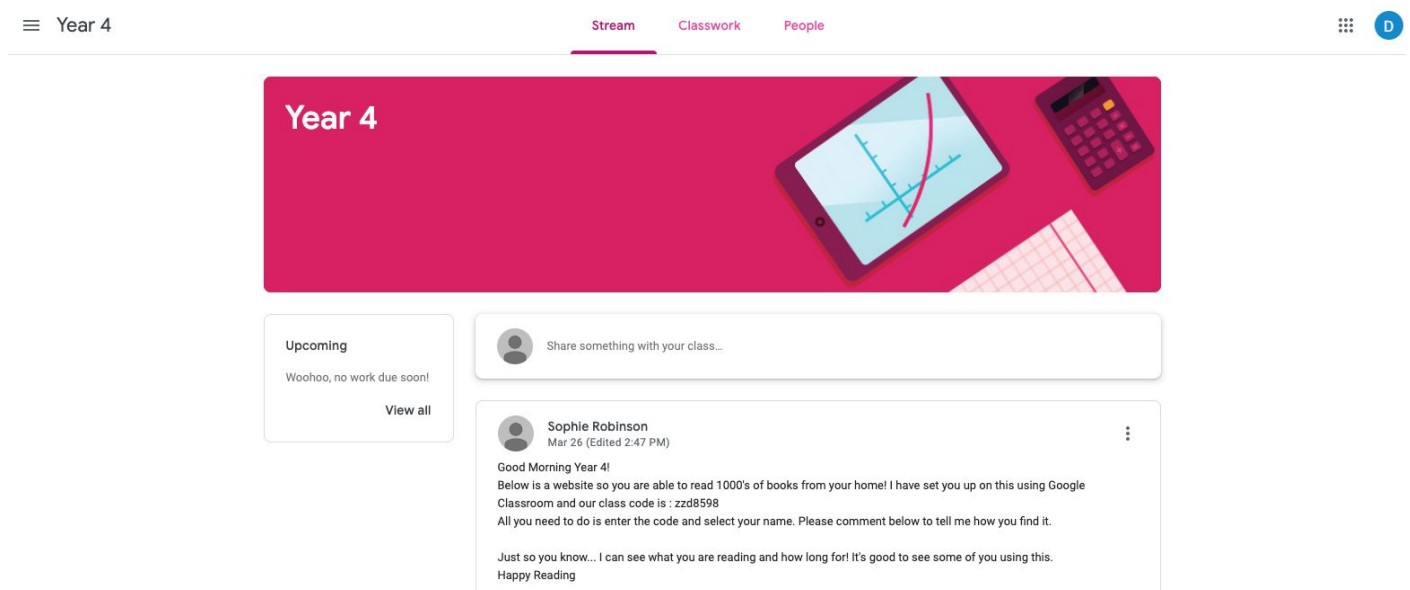 Year 4
Stream
Classwork
People
D
Year 4
Upcoming
Woohoo, no work due soon!
View all
Share something with your class...
Sophie Robinson
Mar 26 (Edited 2:47 PM)
Good Morning Year 4!
Below is a website so you are able to read 1000's of books from your home! I have set you up on this using Google
Classroom and our class code is : zzd8598
All you need to do is enter the code and select your name. Please comment below to tell me how you find it.
Just so you know... I can see what you are reading and how long for! It's good to see some of you using this.
Happy Reading